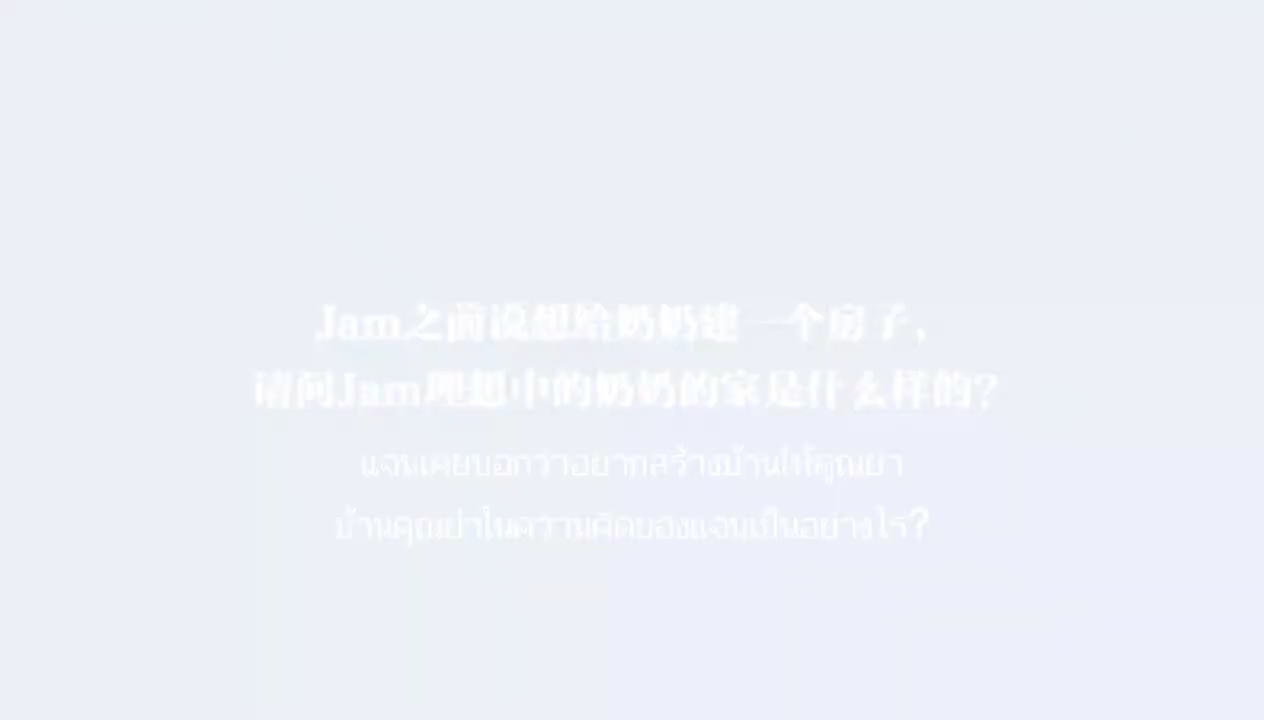 Jam之前说想给奶奶建一个房子,
请问Jam理想中的奶奶的家是什么样的?
แจมเคยบอกว่าอยากสร้างบ้านให้คุณย่า
บ้านคุณย่าในความคิดของแจมเป็นอย่างไร?